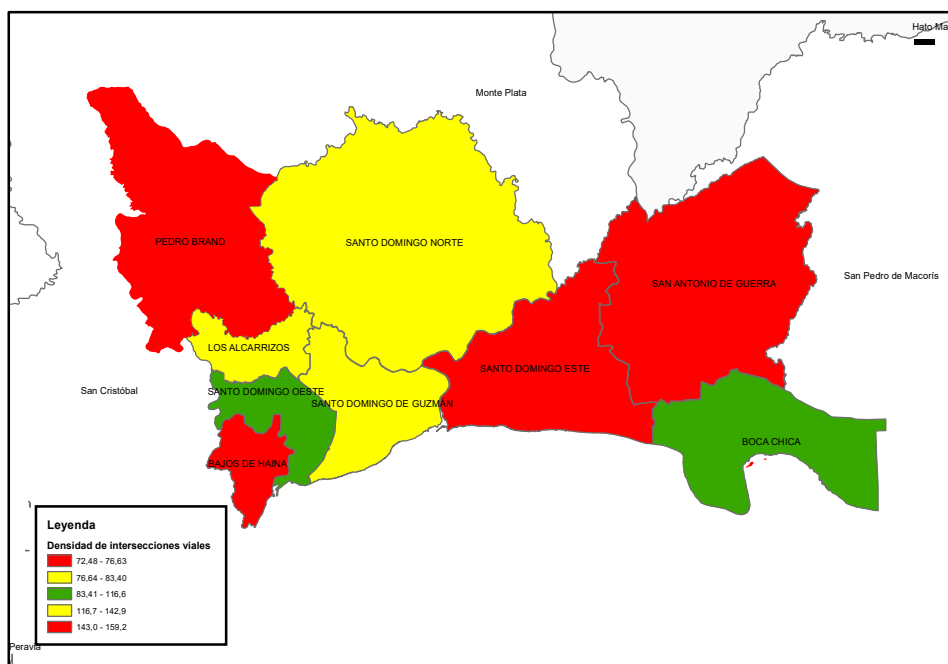 Hato Ma
Monte Plata
PEDRO BRAND
SANTO DOMINGO NORTE
SAN ANTONIO DE GUERRA
San Pedro de Macorís
LOS ALCARRIZOS
SANTO DOMINGO ESTE
San Cristóbal
SANTO DOMINGO OESTE
SANTO DOMINGO DE GUZMÁN
BOCA CHICA
BAJOS DE HAINA
Leyenda
Densidad de intersecciones viales
72,48 - 76,63
76,64 - 83,40
83,41 - 116,6
116,7 - 142,9
143,0 - 159,2
Peravia